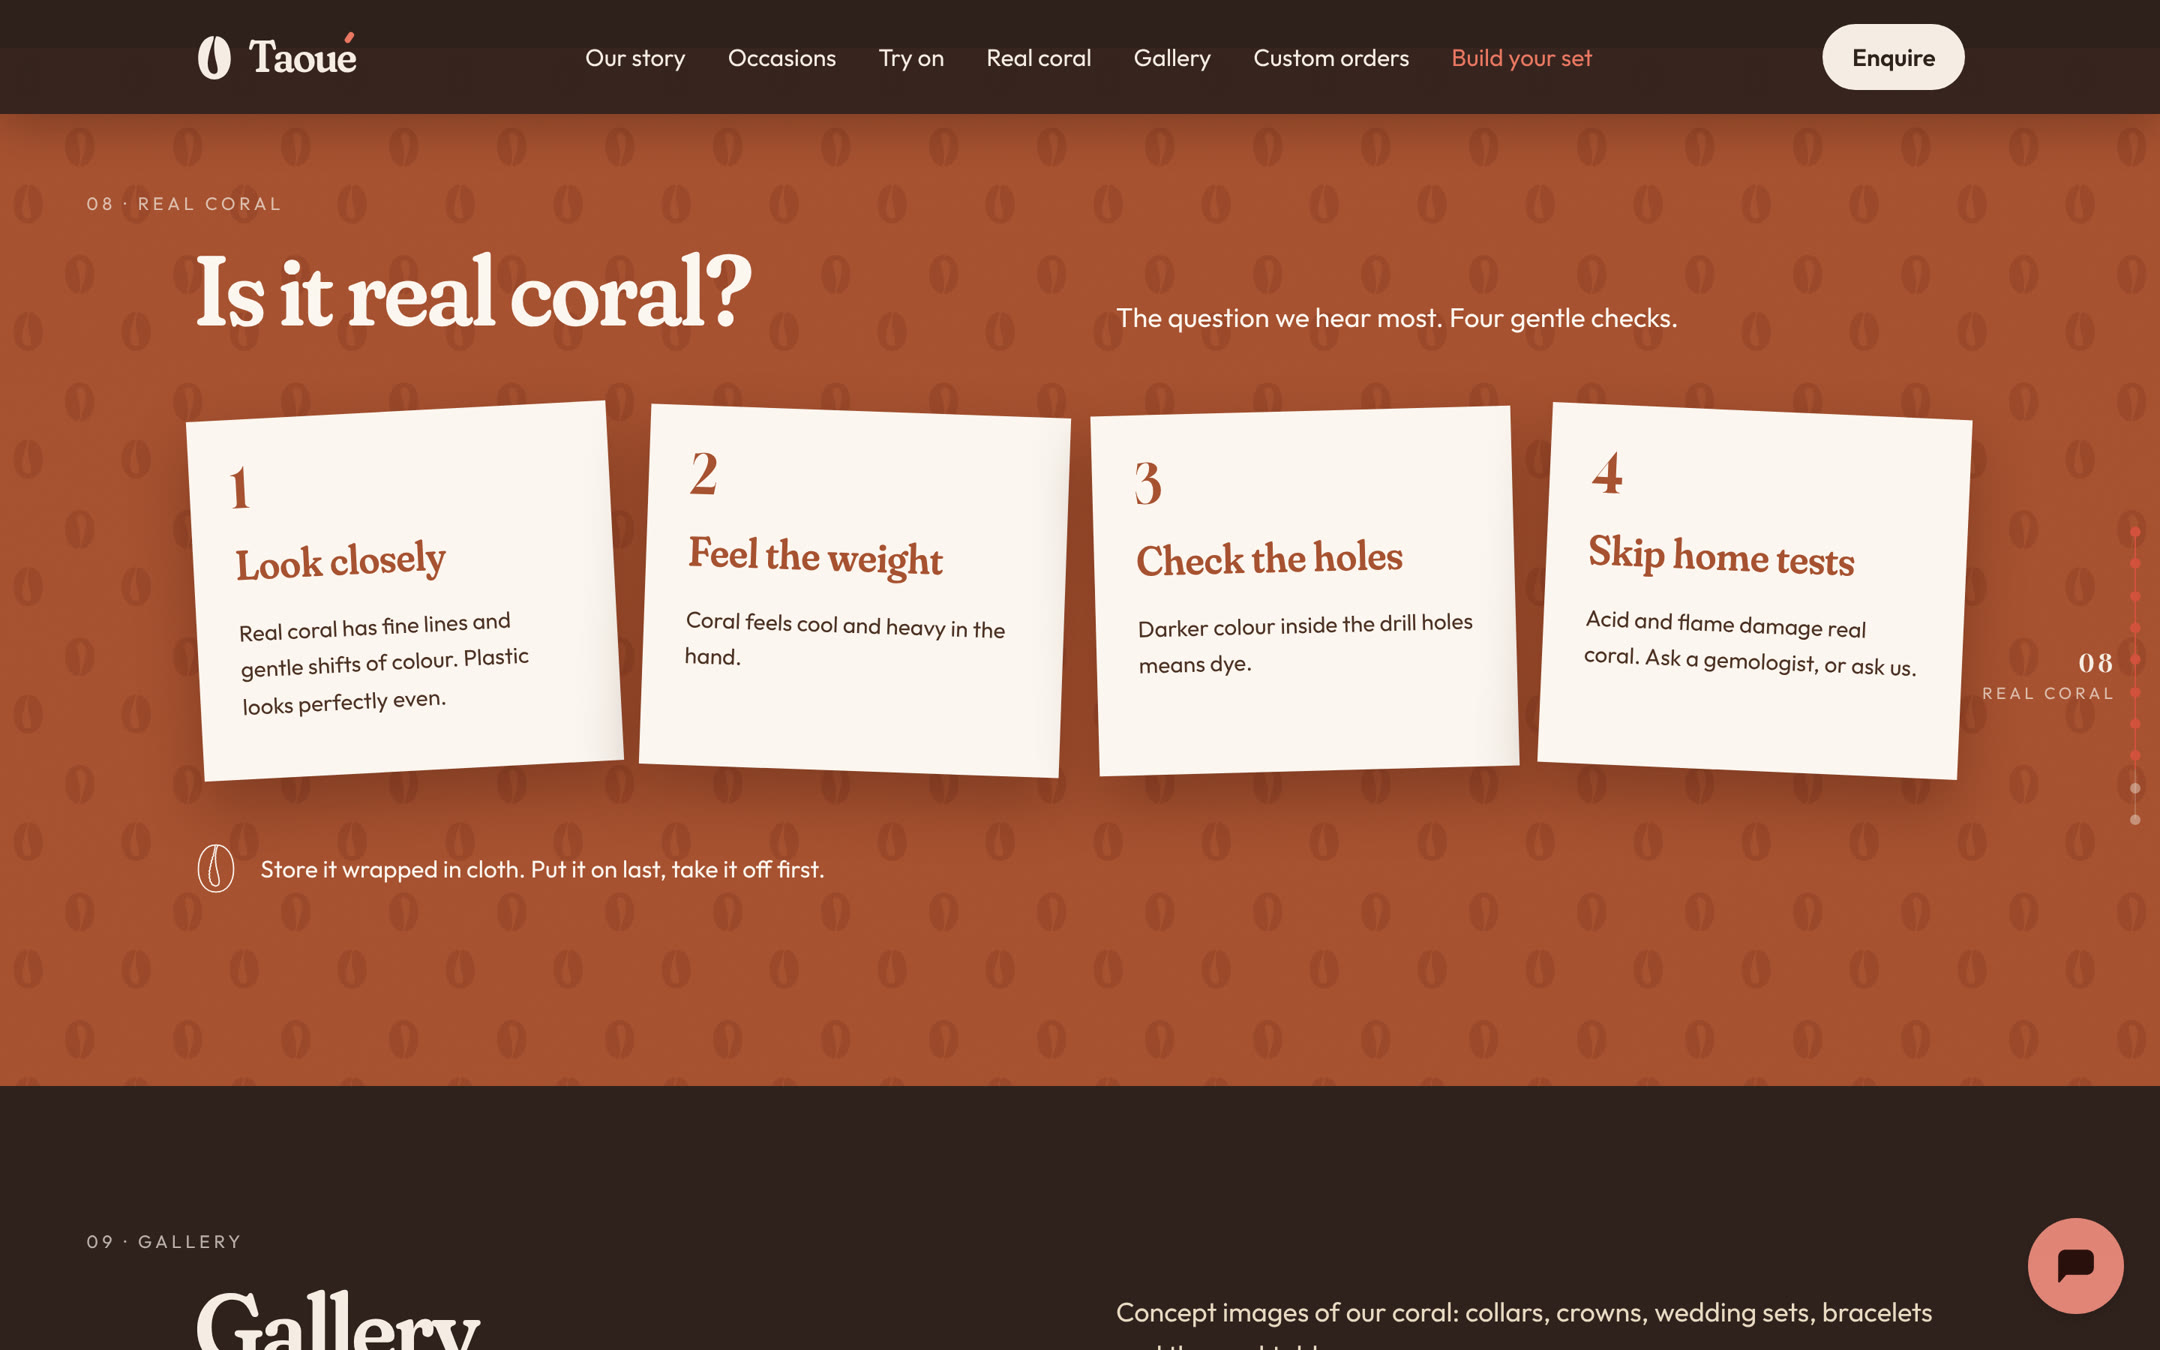 Taoué
Our story Occasions Try on Real coral Gallery Custom orders Build your set
Enquire
08 · REAL CORAL
Is it real coral?
The question we hear most. Four gentle checks.
1
Look closely
Real coral has fine lines and
gentle shifts of colour. Plastic
looks perfectly even.
2
Feel the weight
Coral feels cool and heavy in the
hand.
3
Check the holes
Darker colour inside the drill holes
means dye.
4
Skip home tests
Acid and flame damage real
coral. Ask a gemologist, or ask us.
08
REAL CORAL
Store it wrapped in cloth. Put it on last, take it off first.
09 · GALLERY
Gallery
Concept images of our coral: collars, crowns, wedding sets, bracelets